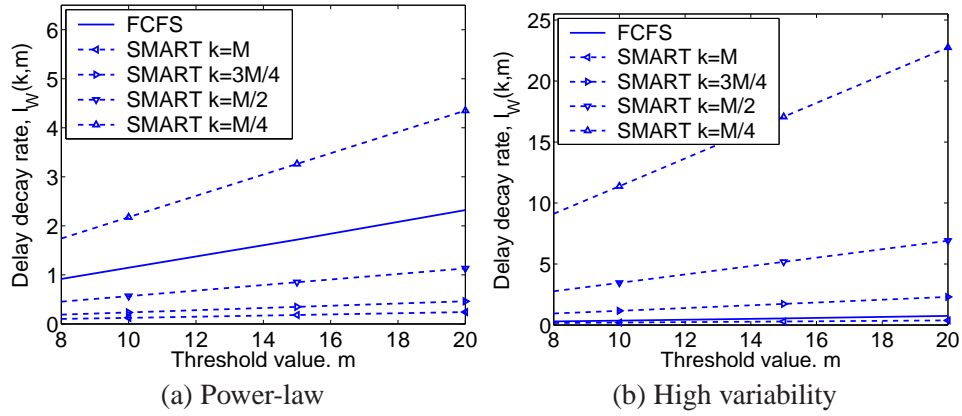 6
5
4
3
2
1
0
Delay decay rate, I_W(k,m)
FCFS
SMART k=M
SMART k=3M/4
SMART k=M/2
SMART k=M/4
8 10 12 14 16 18 20
Threshold value. m
(a) Power-law
25
20
15
10
5
0
Delay decay rate, I_W(k,m)
FCFS
SMART k=M
SMART k=3M/4
SMART k=M/2
SMART k=M/4
8 10 12 14 16 18 20
Threshold value. m
(b) High variability